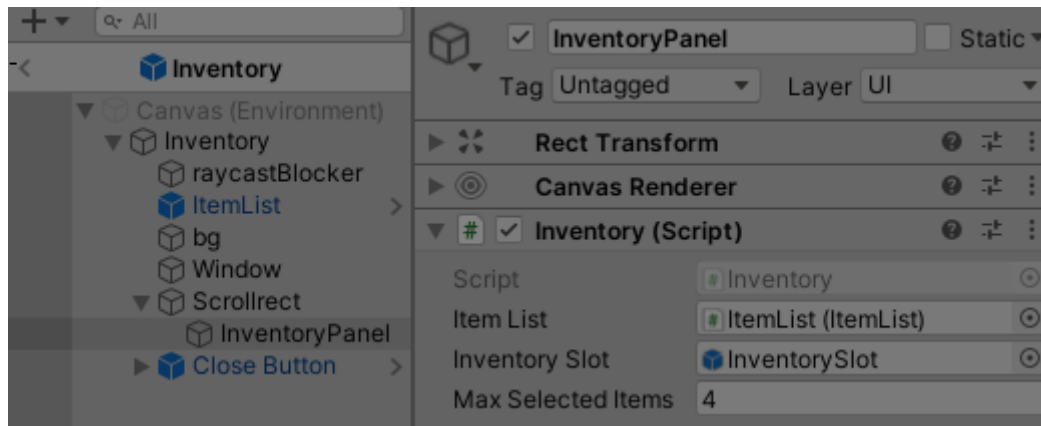 All
Inventory
Canvas (Environment)
Inventory
raycastBlocker
ItemList
bg
Window
Scrollrect
InventoryPanel
Close Button
InventoryPanel
Static
Tag Untagged Layer UI
Rect Transform
Canvas Renderer
# Inventory (Script)
Script # Inventory
Item List # ItemList (ItemList)
Inventory Slot InventorySlot
Max Selected Items 4